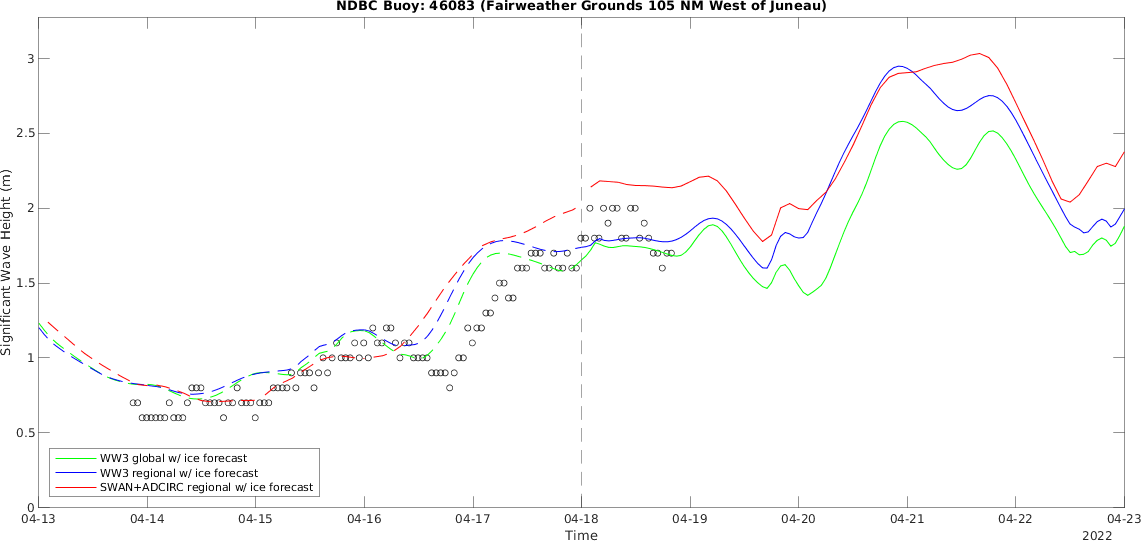 NDBC Buoy: 46083 (Fairweather Grounds 105 NM West of Juneau)
Significant Wave Height (m)
3
2.5
2
1.5
1
0.5
0
WW3 global w/ ice forecast
WW3 regional w/ ice forecast
SWAN+ADCIRC regional w/ ice forecast
04-13 04-14 04-15 04-16 04-17 04-18 04-19 04-20 04-21 04-22 04-23
Time
2022